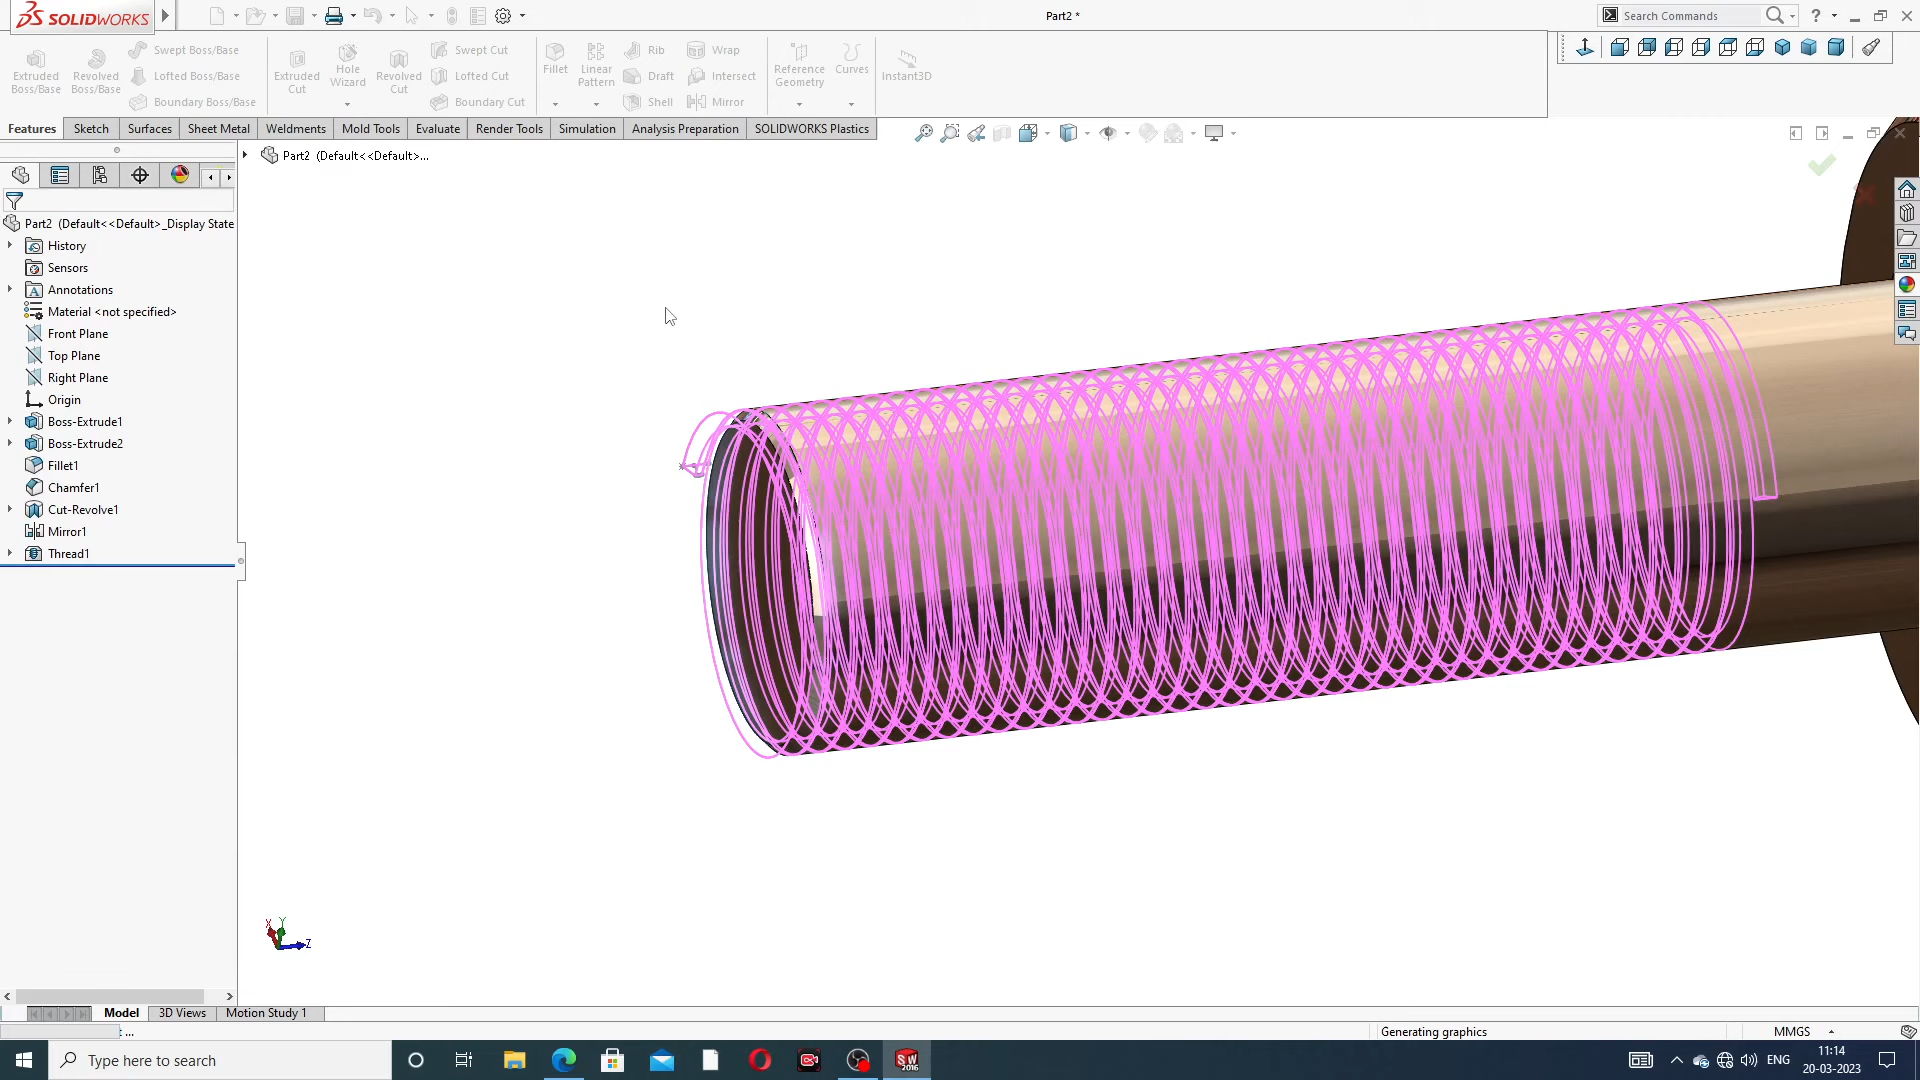 SOLIDWORKS
Part2 *
Search Commands
?
Extruded Boss/Base
Revolved Boss/Base
Swept Boss/Base
Lofted Boss/Base
Boundary Boss/Base
Extruded Cut
Hole Wizard
Revolved Cut
Swept Cut
Lofted Cut
Boundary Cut
Fillet
Linear Pattern
Rib
Draft
Shell
Wrap
Intersect
Mirror
Reference Geometry
Curves
Instant3D
Features
Sketch
Surfaces
Sheet Metal
Weldments
Mold Tools
Evaluate
Render Tools
Simulation
Analysis Preparation
SOLIDWORKS Plastics
Part2 (Default<<Default>...
Part2 (Default<<Default>_Display State
History
Sensors
A Annotations
Material <not specified>
Front Plane
Top Plane
Right Plane
Origin
Boss-Extrude1
Boss-Extrude2
Fillet1
Chamfer1
Cut-Revolve1
Mirror1
Thread1
X Y Z
Model
3D Views
Motion Study 1
Generating graphics
MMGS
Type here to search
SW
2016
ENG
11:14
20-03-2023